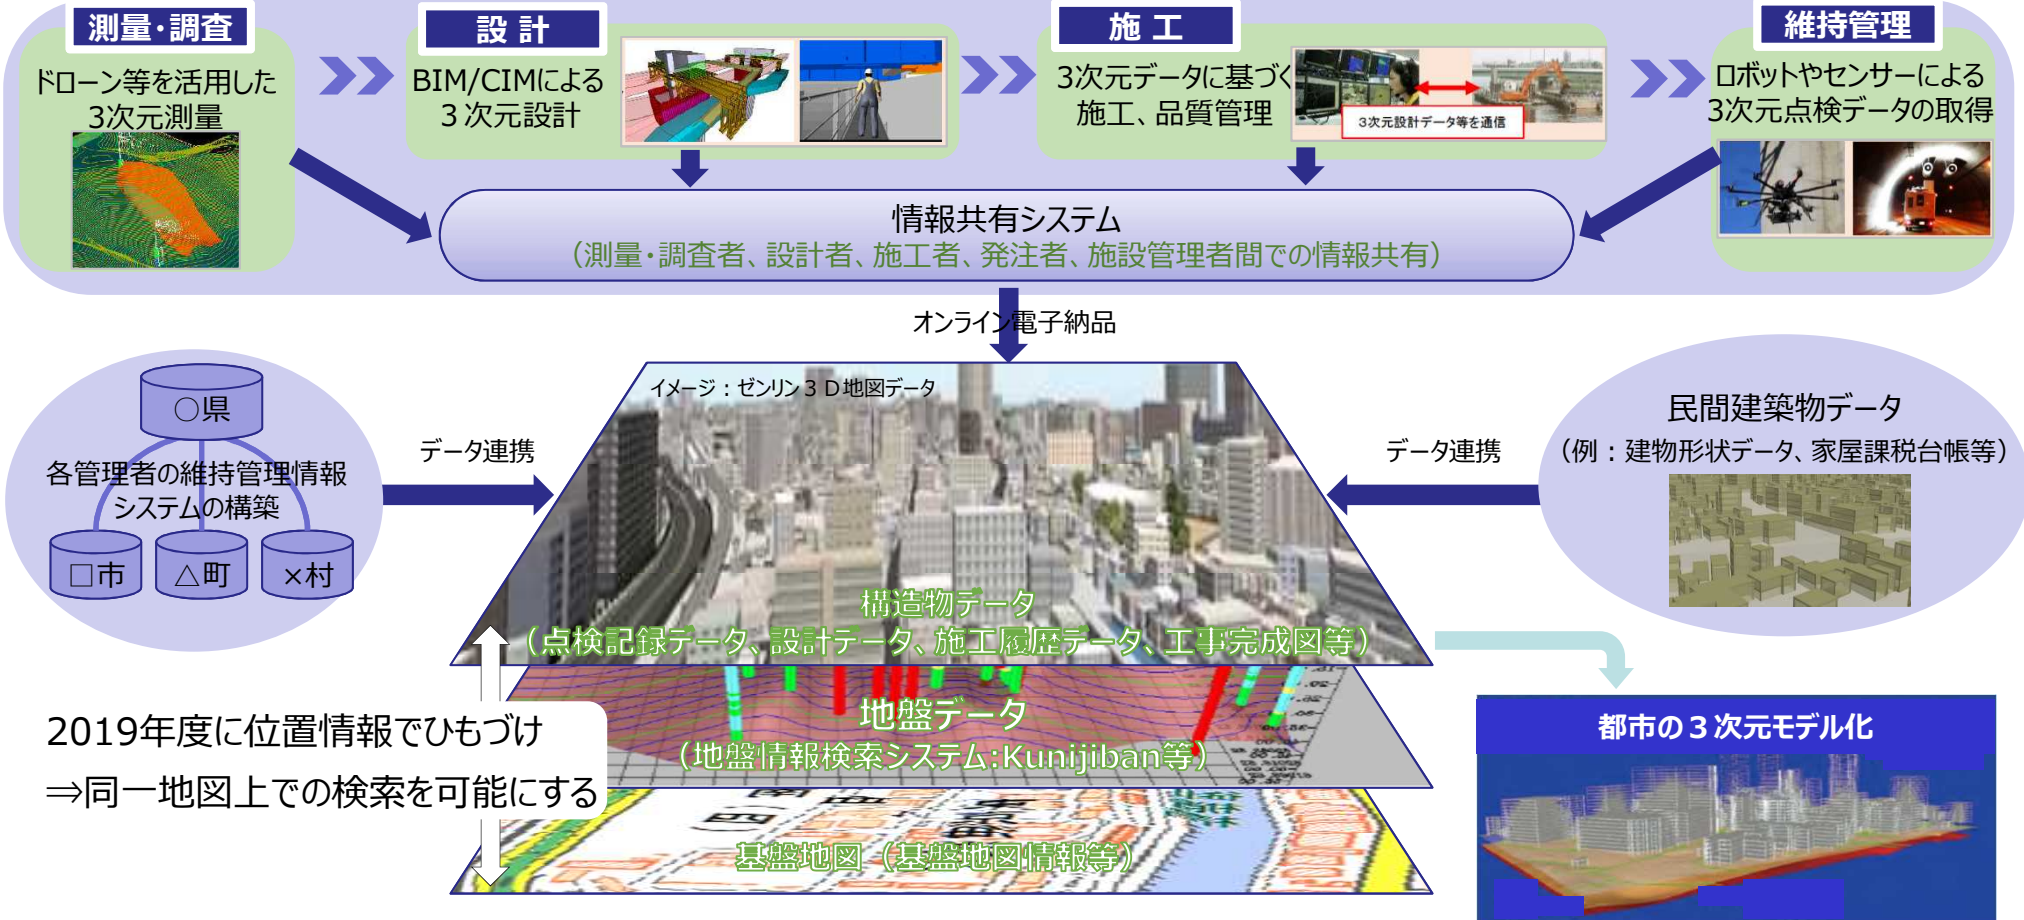 測量・調査
ドローン等を活用した
3次元測量
設 計
BIM/CIMによる
３次元設計
施 工
3次元データに基づく
施工、品質管理
3次元設計データ等を通信
維持管理
ロボットやセンサーによる
3次元点検データの取得
情報共有システム
（測量・調査者、設計者、施工者、発注者、施設管理者間での情報共有）
オンライン電子納品
○県
各管理者の維持管理情報
システムの構築
□市
△町
×村
データ連携
イメージ：ゼンリン３Ｄ地図データ
データ連携
民間建築物データ
（例：建物形状データ、家屋課税台帳等）
構造物データ
（点検記録データ、設計データ、施工履歴データ、工事完成図等）
2019年度に位置情報でひもづけ
⇒同一地図上での検索を可能にする
地盤データ
（地盤情報検索システム:Kunijiban等）
基盤地図（基盤地図情報等）
都市の３次元モデル化